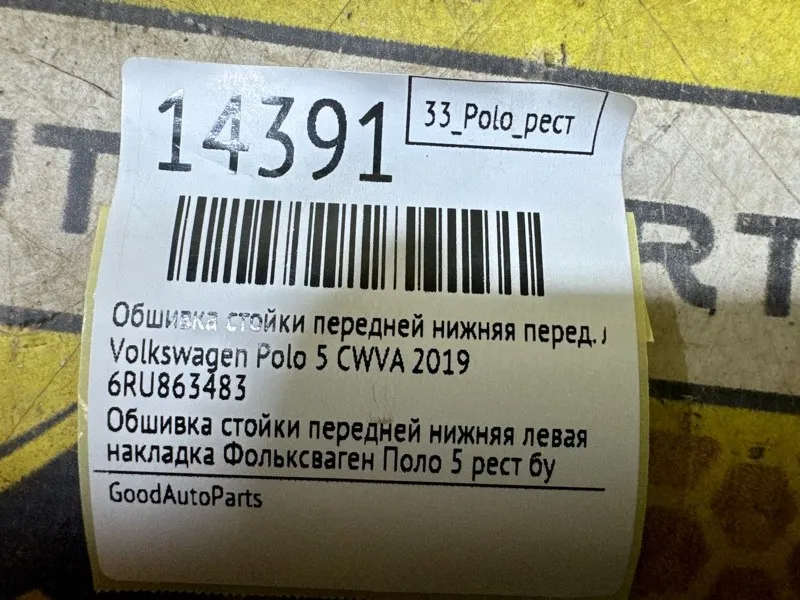 14391
33_Polo_рест
Обшивка стойки передней нижняя перед.
Volkswagen Polo 5 CWVA 2019
6RU863483
Обшивка стойки передней нижняя левая
накладка Фольксваген Поло 5 рест бу
GoodAutoParts